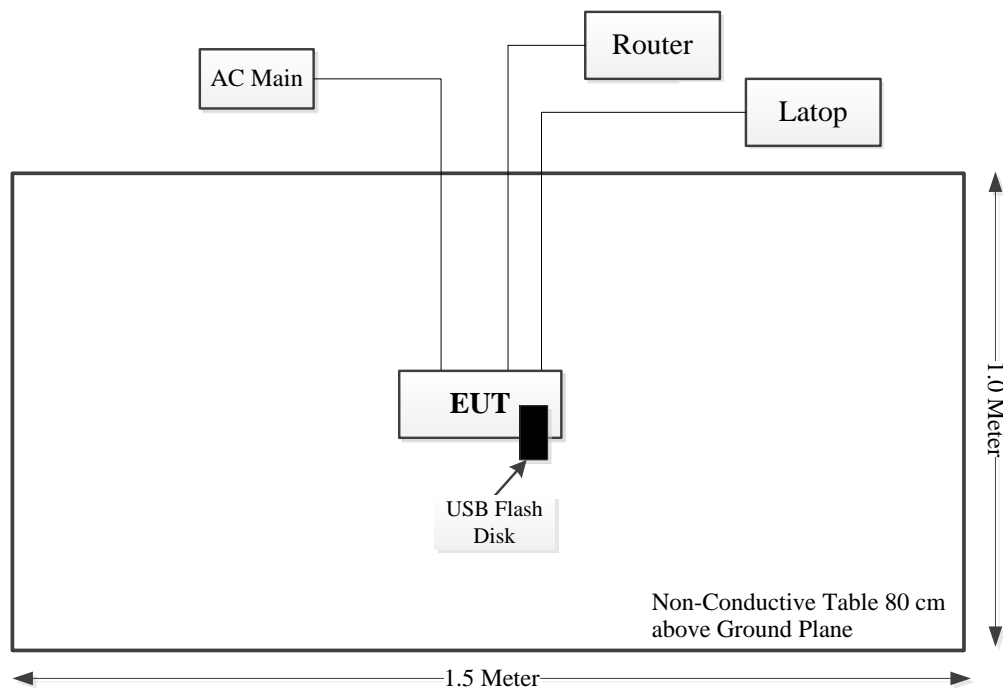 Router
AC Main
Latop
EUT
USB Flash
Disk
1.0 Meter
Non-Conductive Table 80 cm
above Ground Plane
1.5 Meter